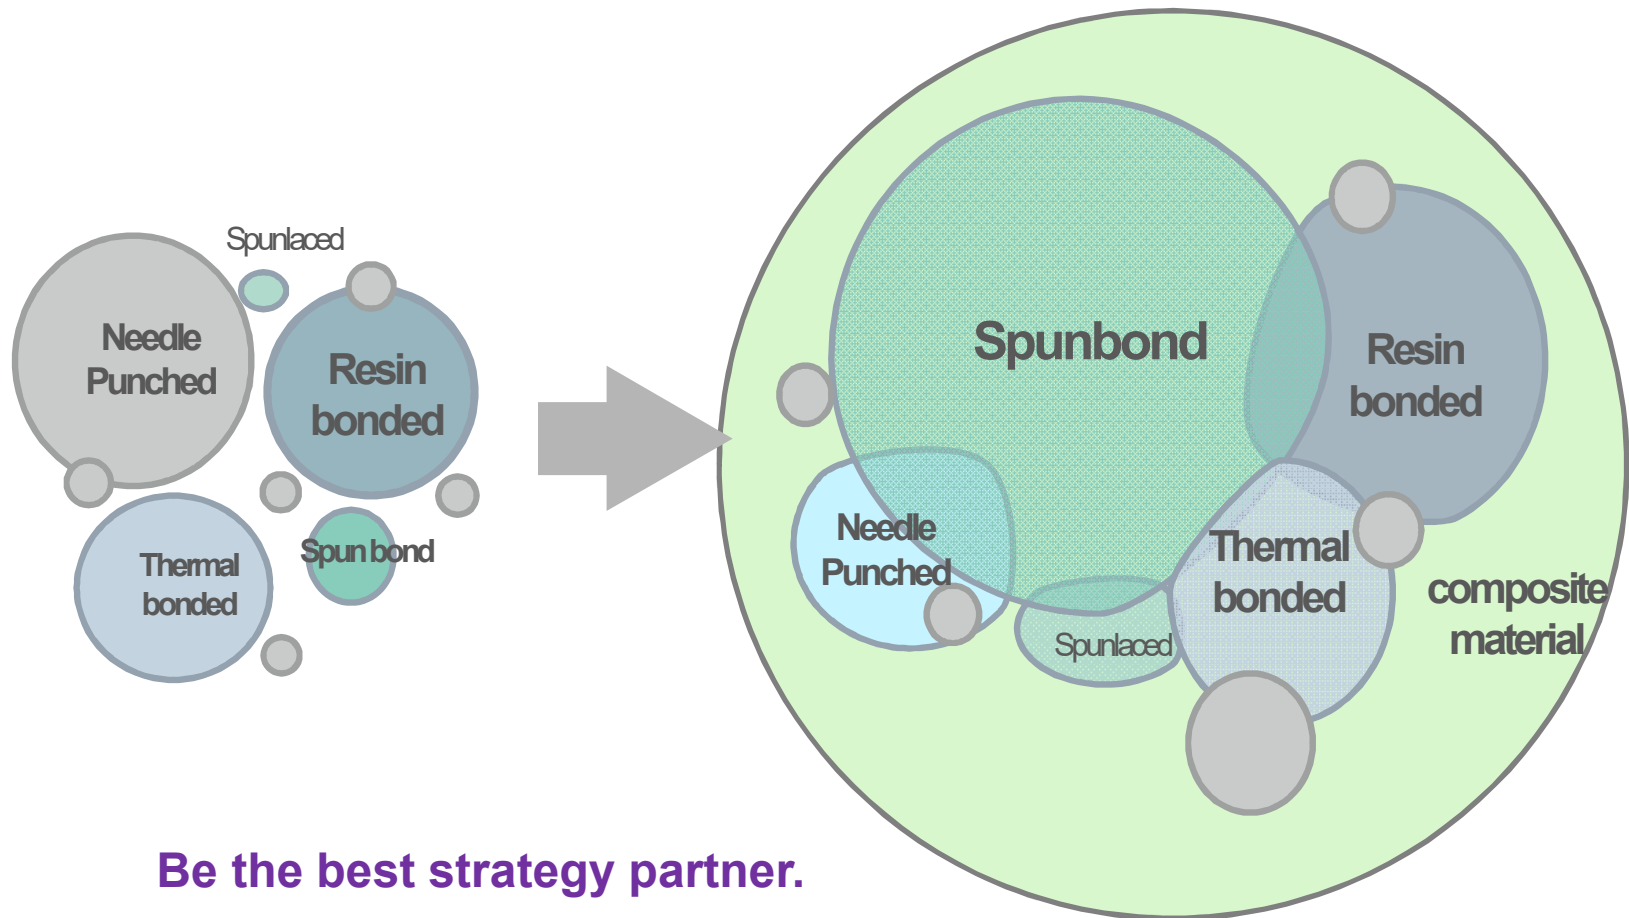 Spunlaced
Needle
Punched
Resin
bonded
Thermal
bonded
Spun bond
Spunbond
Resin
bonded
Needle
Punched
Thermal
bonded
Spunlaced
composite
material
Be the best strategy partner.